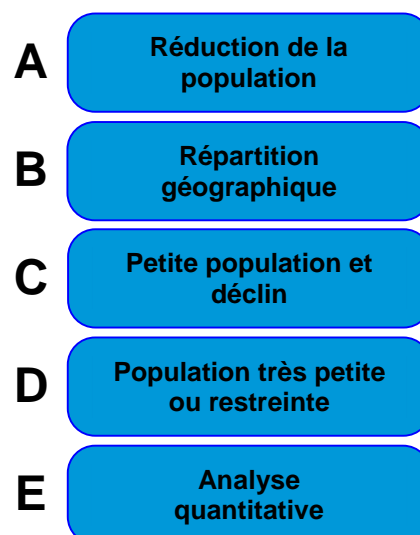 A
Réduction de la
population
B
Répartition
géographique
C
Petite population et
déclin
D
Population très petite
ou restreinte
E
Analyse
quantitative